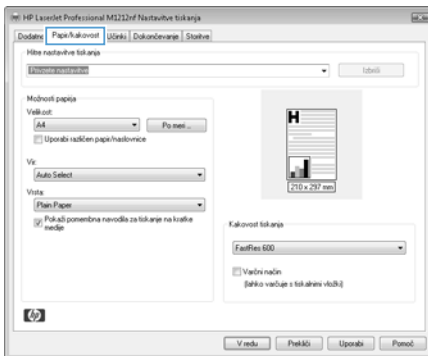 HP LaserJet Professional M1212nf Nastavitve tiskanja
Dodatno Papir/kakovost Učinki Dokončevanje Storitve
Hitre nastavitve tiskanja
Privzete nastavitve
Izbriši
Možnosti papirja
Velikost:
A4
Po meri ...
Uporabi različen papir/naslovnice
Vir:
Auto Select
Vrsta:
Plain Paper
Pokaži pomembna navodila za tiskanje na kratke
medije
H
210 x 297 mm
Kakovost tiskanja
FastRes 600
Varčni način
(lahko varčuje s tiskalnimi vložki)
hp
V redu Prekliči Uporabi Pomoč